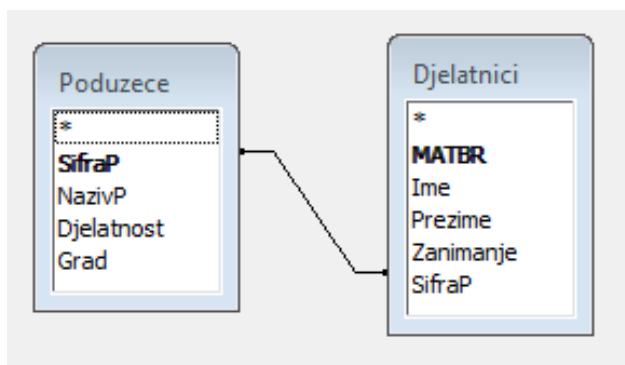 Poduzece
*
SifraP
NazivP
Djelatnost
Grad
Djelatnici
*
MATBR
Ime
Prezime
Zanimanje
SifraP